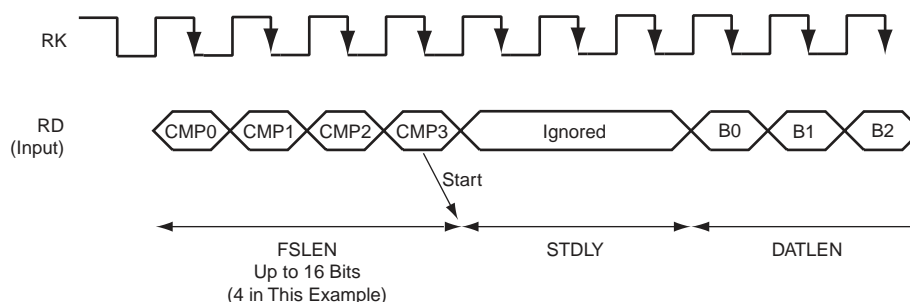 RK
RD
(Input)
CMP0 CMP1 CMP2 CMP3 Ignored B0 B1 B2
Start
FSLEN STDLY DATLEN
Up to 16 Bits
(4 in This Example)